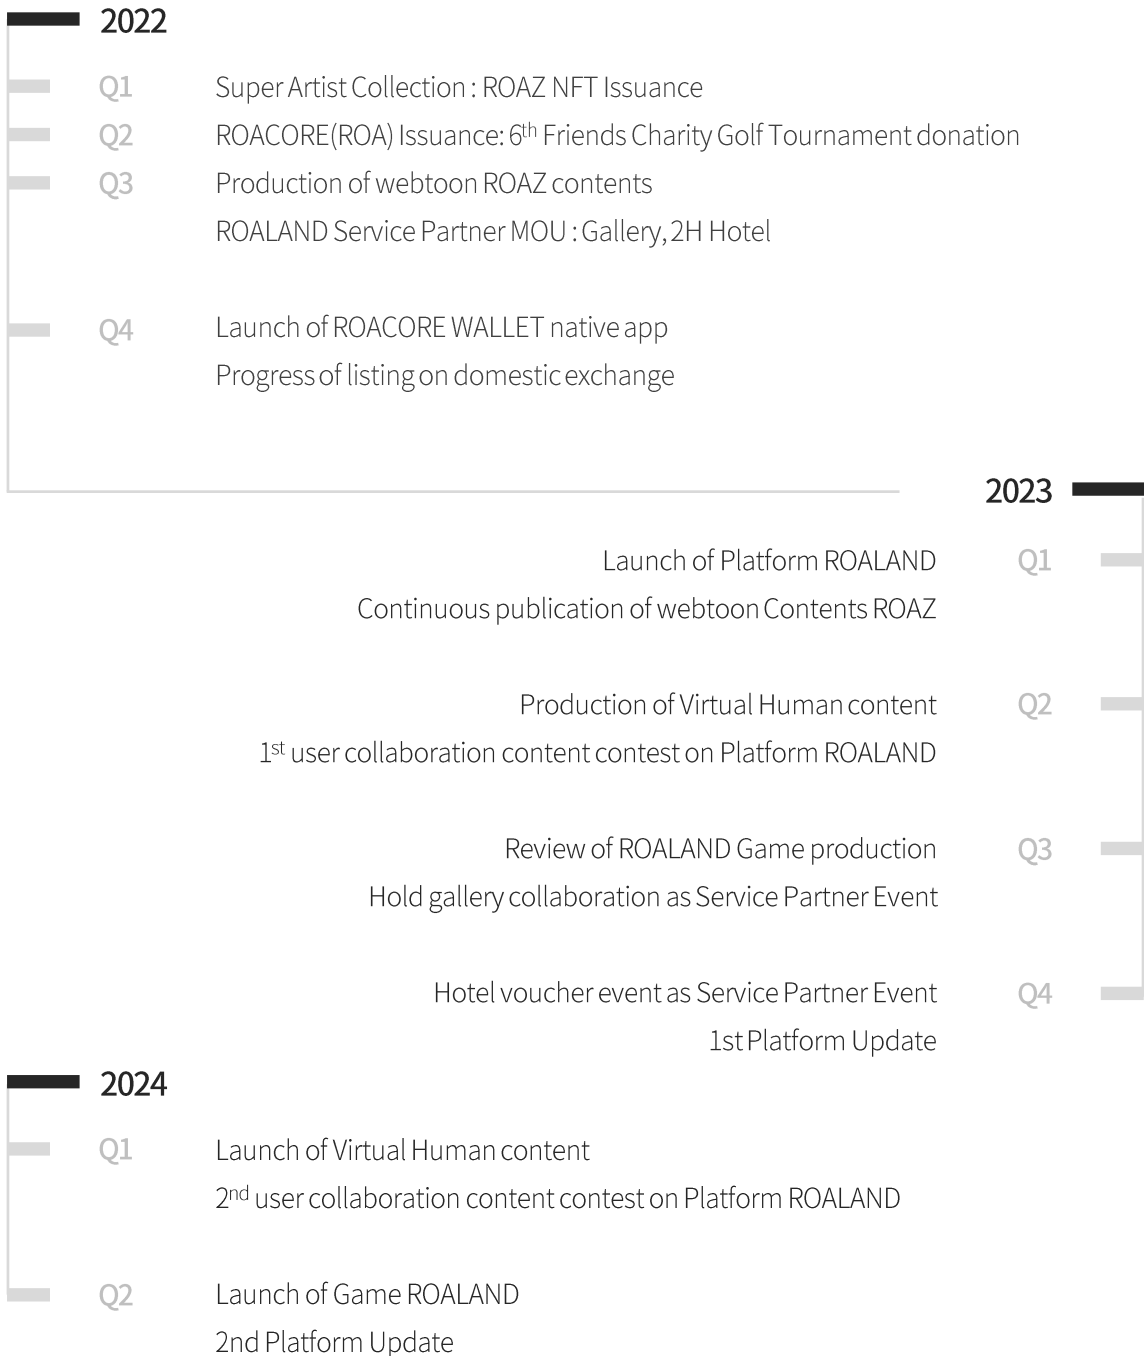 2022
Q1 Super Artist Collection : ROAZ NFT Issuance
Q2 ROACORE(ROA) Issuance: 6th Friends Charity Golf Tournament donation
Q3 Production of webtoon ROAZ contents
ROALAND Service Partner MOU : Gallery, 2H Hotel
Q4 Launch of ROACORE WALLET native app
Progress of listing on domestic exchange
2023
Launch of Platform ROALAND Q1
Continuous publication of webtoon Contents ROAZ
Production of Virtual Human content Q2
1st user collaboration content contest on Platform ROALAND
Review of ROALAND Game production Q3
Hold gallery collaboration as Service Partner Event
Hotel voucher event as Service Partner Event Q4
1st Platform Update
2024
Q1 Launch of Virtual Human content
2nd user collaboration content contest on Platform ROALAND
Q2 Launch of Game ROALAND
2nd Platform Update